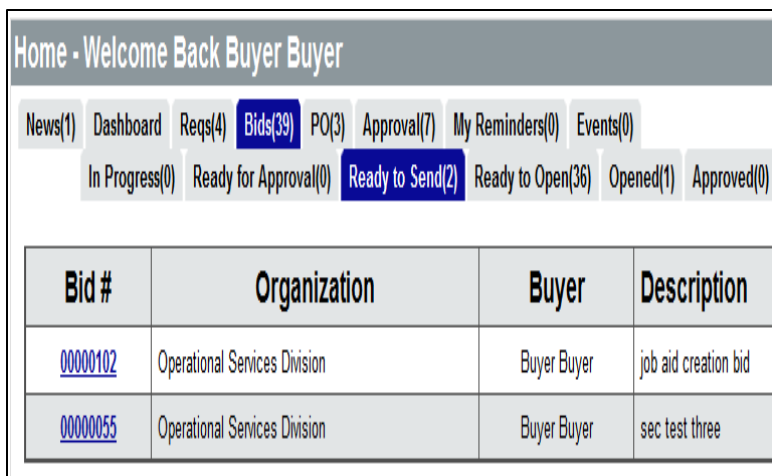 Home - Welcome Back Buyer Buyer
News(1) Dashboard Reqs(4) Bids(39) PO(3) Approval(7) My Reminders(0) Events(0)
In Progress(0) Ready for Approval(0) Ready to Send(2) Ready to Open(36) Opened(1) Approved(0)
Bid # Organization Buyer Description
00000102 Operational Services Division Buyer Buyer job aid creation bid
00000055 Operational Services Division Buyer Buyer sec test three